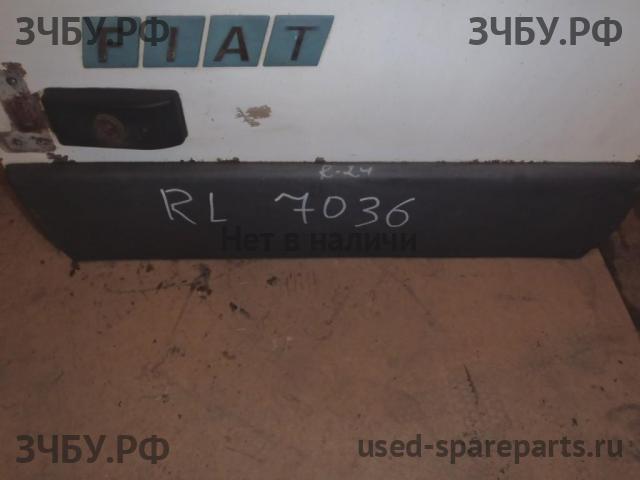 ЗЧБУ.РФ ЗЧБУ.РФ
FIAT
R-24
RL 7036
Нет в наличи
ЗЧБУ.РФ
used-spareparts.ru